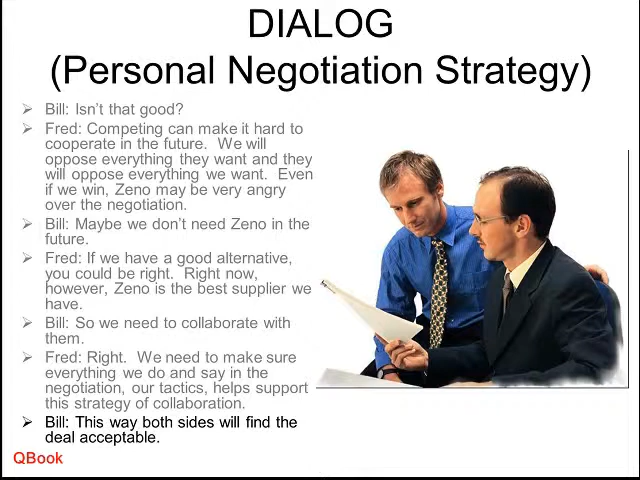 DIALOG
(Personal Negotiation Strategy)
Bill: Isn't that good?
Fred: Competing can make it hard to
cooperate in the future. We will
oppose everything they want and they
will oppose everything we want. Even
if we win, Zeno may be very angry
over the negotiation.
Bill: Maybe we don't need Zeno in the
future.
Fred: If we have a good alternative,
you could be right. Right now,
however, Zeno is the best supplier we
have.
Bill: So we need to collaborate with
them.
Fred: Right. We need to make sure
everything we do and say in the
negotiation, our tactics, helps support
this strategy of collaboration.
Bill: This way both sides will find the
deal acceptable.
QBook